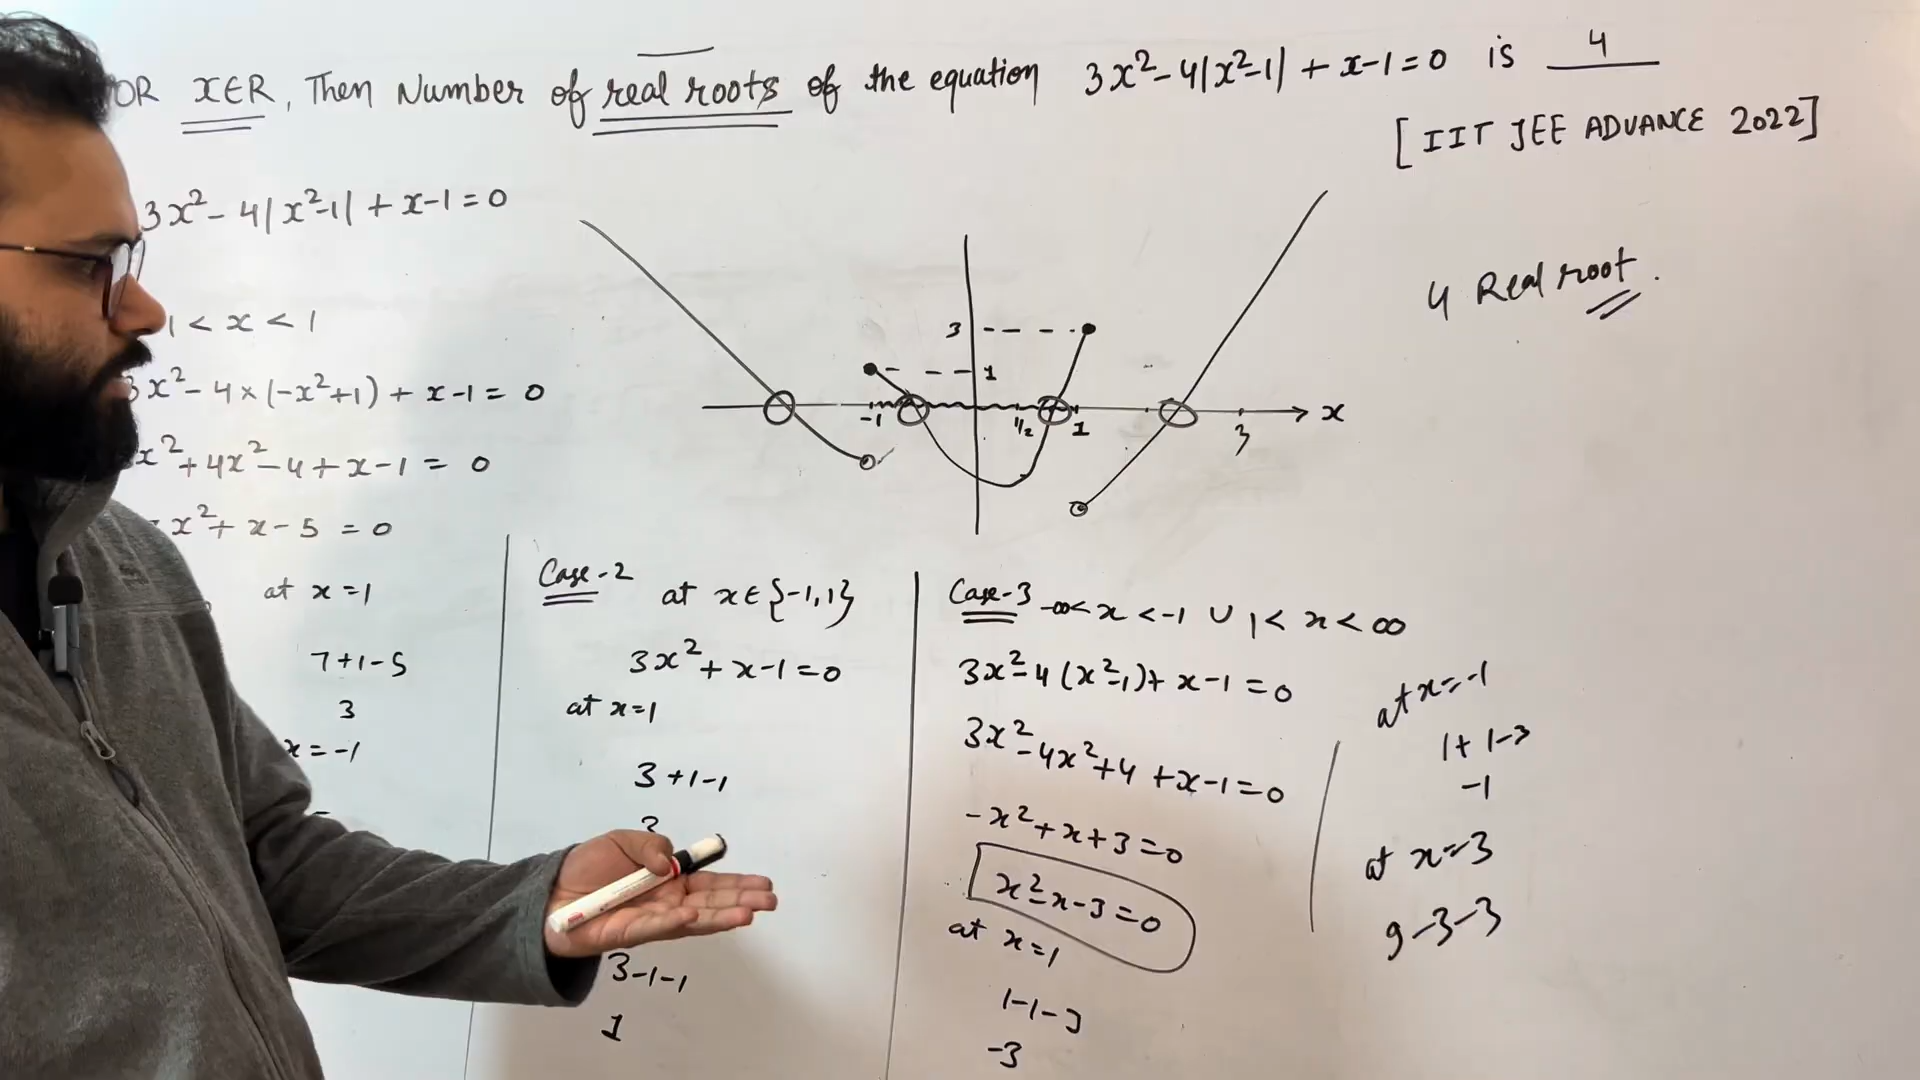 OR x∈R, Then Number of real roots of the equation 3x²-4|x²-1|+x-1=0 is 4
[IIT JEE ADVANCE 2022]
3x²-4|x²-1|+x-1=0
1<x<1
3x²-4×(-x²+1)+x-1=0
x²+4x²-4+x-1=0
x²+x-5=0
at x=1
7+1-5
3
x=-1
3
1
-1
1/2
1
3
x
4 Real root.
Case-2
at x∈{-1,1}
3x²+x-1=0
at x=1
3+1-1
3
3-1-1
1
Case-3 -∞<x<-1 ∪ 1<x<∞
3x²-4(x²-1)+x-1=0
3x²-4x²+4+x-1=0
-x²+x+3=0
x²-x-3=0
at x=1
1-1-3
-3
at x=-1
1+1-3
-1
at x=3
9-3-3